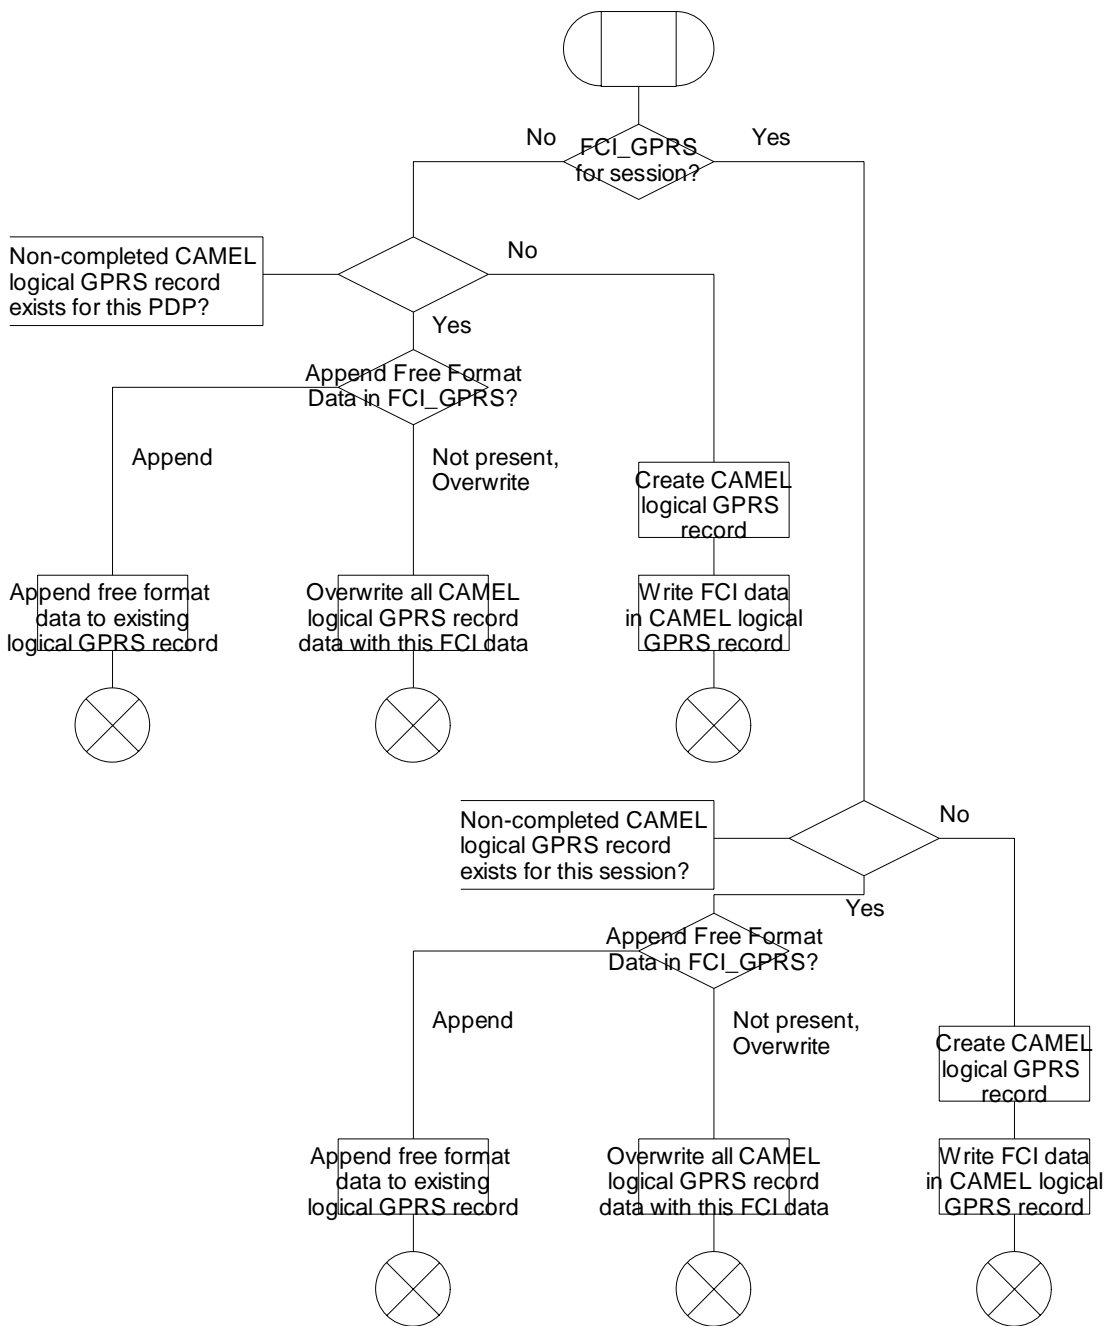 No
Yes
FCI_GPRS
for session?
Non-completed CAMEL
logical GPRS record
exists for this PDP?
No
Yes
Append Free Format
Data in FCI_GPRS?
Append
Not present,
Overwrite
Create CAMEL
logical GPRS
record
Append free format
data to existing
logical GPRS record
Overwrite all CAMEL
logical GPRS record
data with this FCI data
Write FCI data
in CAMEL logical
GPRS record
Non-completed CAMEL
logical GPRS record
exists for this session?
No
Yes
Append Free Format
Data in FCI_GPRS?
Append
Not present,
Overwrite
Create CAMEL
logical GPRS
record
Append free format
data to existing
logical GPRS record
Overwrite all CAMEL
logical GPRS record
data with this FCI data
Write FCI data
in CAMEL logical
GPRS record